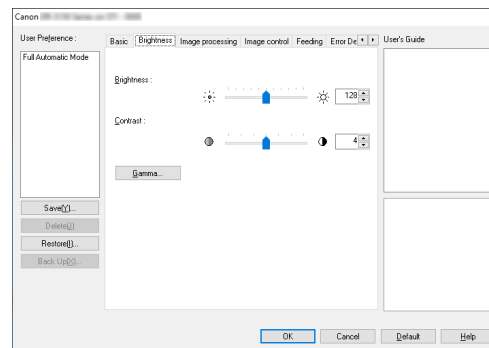 Canon
User Preference :
Full Automatic Mode
Save(Y)...
Delete(J)
Restore(I)...
Back Up(X)...
Basic Brightness Image processing Image control Feeding Error De
Brightness :
128
Contrast :
4
Gamma...
User's Guide
OK Cancel Default Help